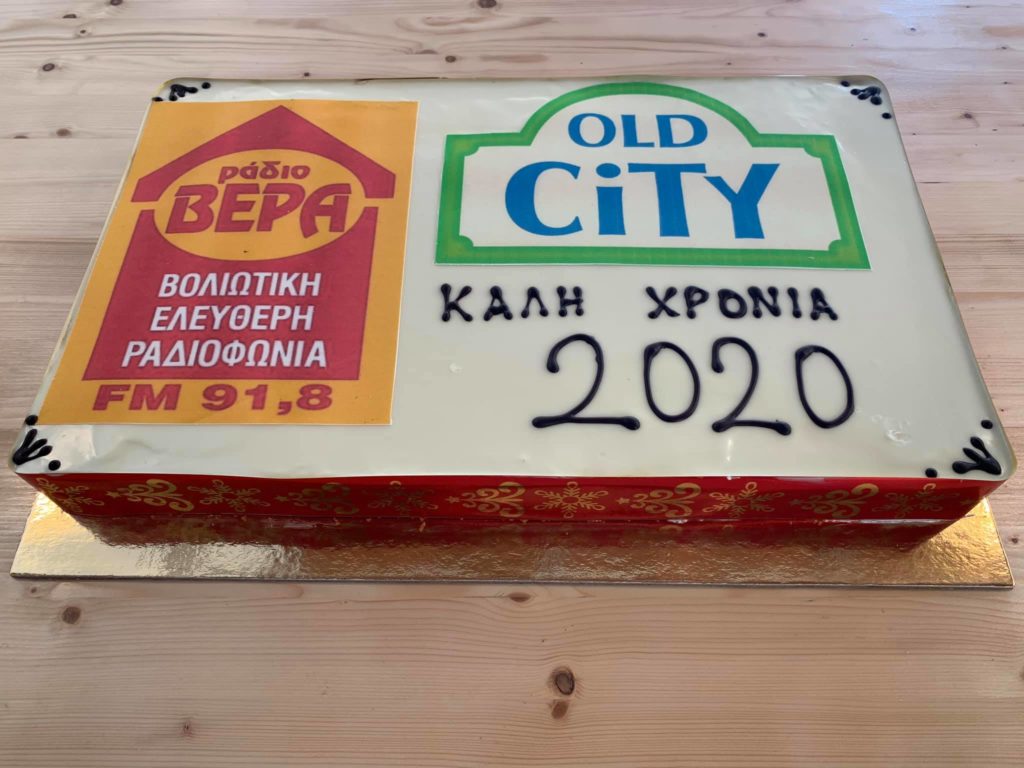 ράδιο
ΒΕΡΑ
ΒΟΛΙΩΤΙΚΗ
ΕΛΕΥΘΕΡΗ
ΡΑΔΙΟΦΩΝΙΑ
FM 91,8
OLD
CiTY
ΚΑΛΗ ΧΡΟΝΙΑ
2020